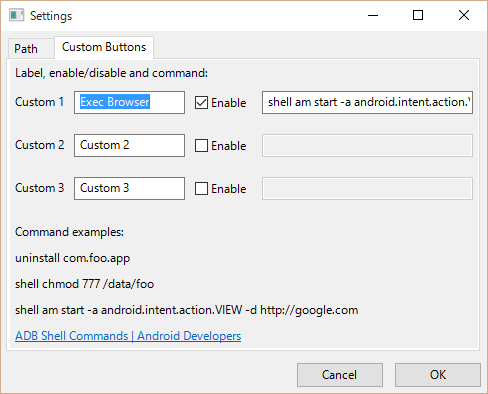 Settings
Path Custom Buttons
Label, enable/disable and command:
Custom 1 Exec Browser Enable shell am start -a android.intent.action.V
Custom 2 Custom 2 Enable
Custom 3 Custom 3 Enable
Command examples:
uninstall com.foo.app
shell chmod 777 /data/foo
shell am start -a android.intent.action.VIEW -d http://google.com
ADB Shell Commands | Android Developers
Cancel OK